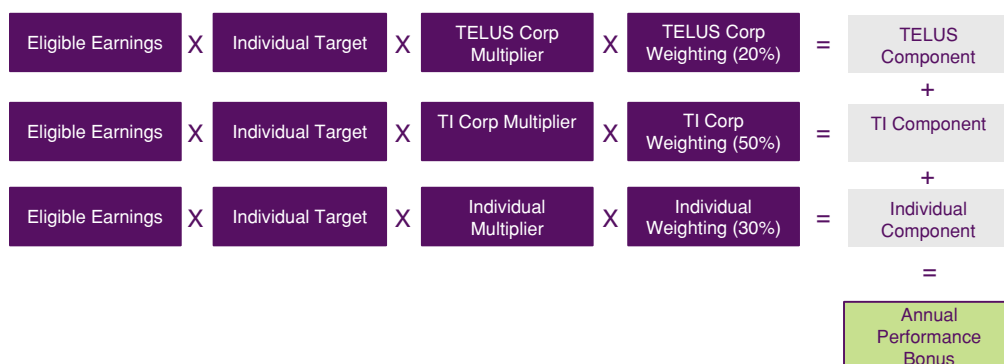 Eligible Earnings X Individual Target X TELUS Corp Multiplier X TELUS Corp Weighting (20%) = TELUS Component
+
Eligible Earnings X Individual Target X TI Corp Multiplier X TI Corp Weighting (50%) = TI Component
+
Eligible Earnings X Individual Target X Individual Multiplier X Individual Weighting (30%) = Individual Component
=
Annual
Performance
Bonus